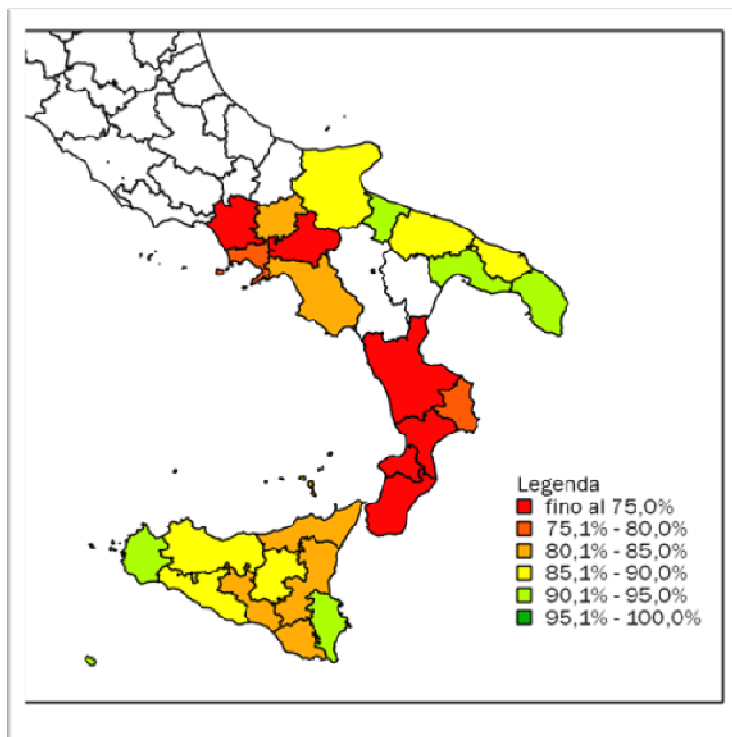 Legenda
fino al 75,0%
75,1% - 80,0%
80,1% - 85,0%
85,1% - 90,0%
90,1% - 95,0%
95,1% - 100,0%